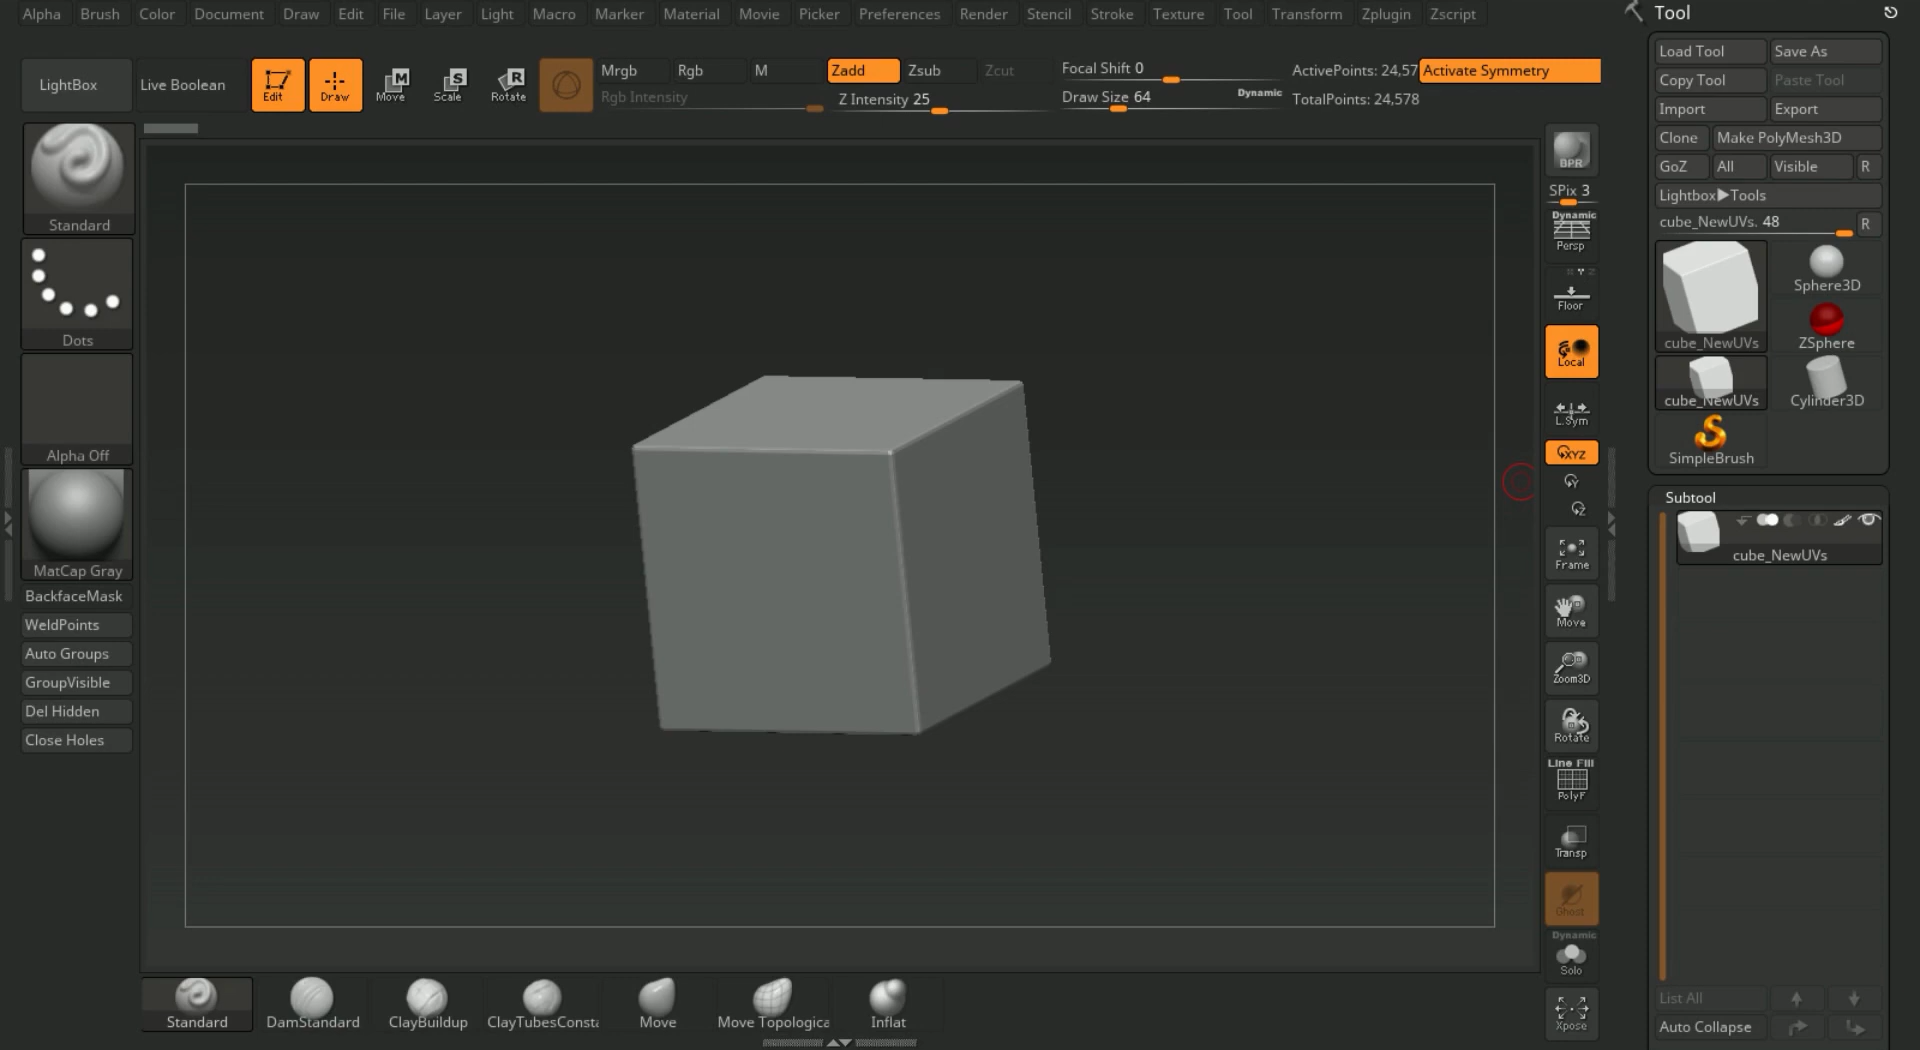 Alpha Brush Color Document Draw Edit File Layer Light Macro Marker Material Movie Picker Preferences Render Stencil Stroke Texture Tool Transform Zplugin Zscript
LightBox
Live Boolean
Edit
Draw
Move
M
Scale
S
Rotate
R
Mrgb Rgb M
Rgb Intensity
Zadd Zsub Zcut
Z Intensity 25
Focal Shift 0
Draw Size 64
Dynamic
ActivePoints: 24,57
TotalPoints: 24,578
Activate Symmetry
Standard
Dots
Alpha Off
MatCap Gray
BackfaceMask
WeldPoints
Auto Groups
GroupVisible
Del Hidden
Close Holes
BPR
SPix 3
Dynamic
Persp
Floor
Local
L.Sym
XYZ
Y
Z
Frame
Move
Zoom3D
Rotate
Line Fill
PolyF
Transp
Ghost
Dynamic
Solo
Xpose
Tool
Load Tool Save As
Copy Tool Paste Tool
Import Export
Clone Make PolyMesh3D
GoZ All Visible R
Lightbox▶Tools
cube_NewUVs. 48 R
cube_NewUVs
Sphere3D
ZSphere
cube_NewUVs
Cylinder3D
SimpleBrush
Subtool
cube_NewUVs
List All
Auto Collapse
Standard DamStandard ClayBuildup ClayTubesConsta Move Move Topologica Inflat